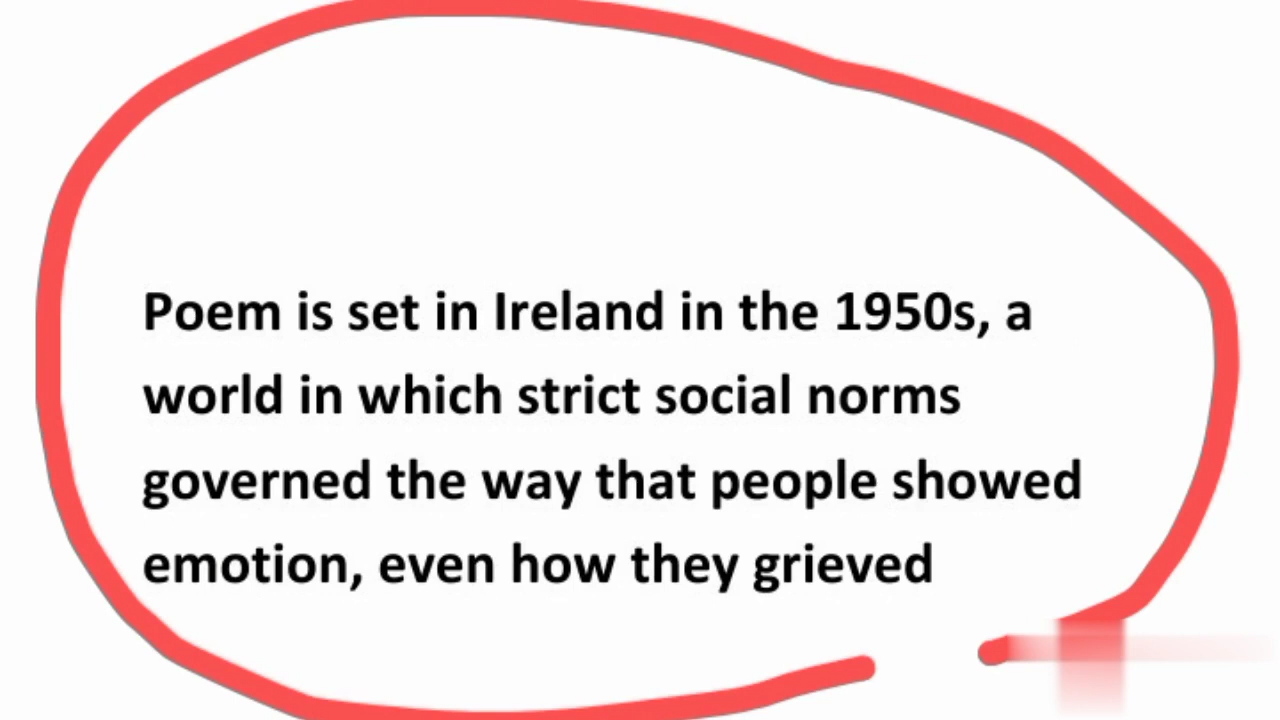 Poem is set in Ireland in the 1950s, a
world in which strict social norms
governed the way that people showed
emotion, even how they grieved